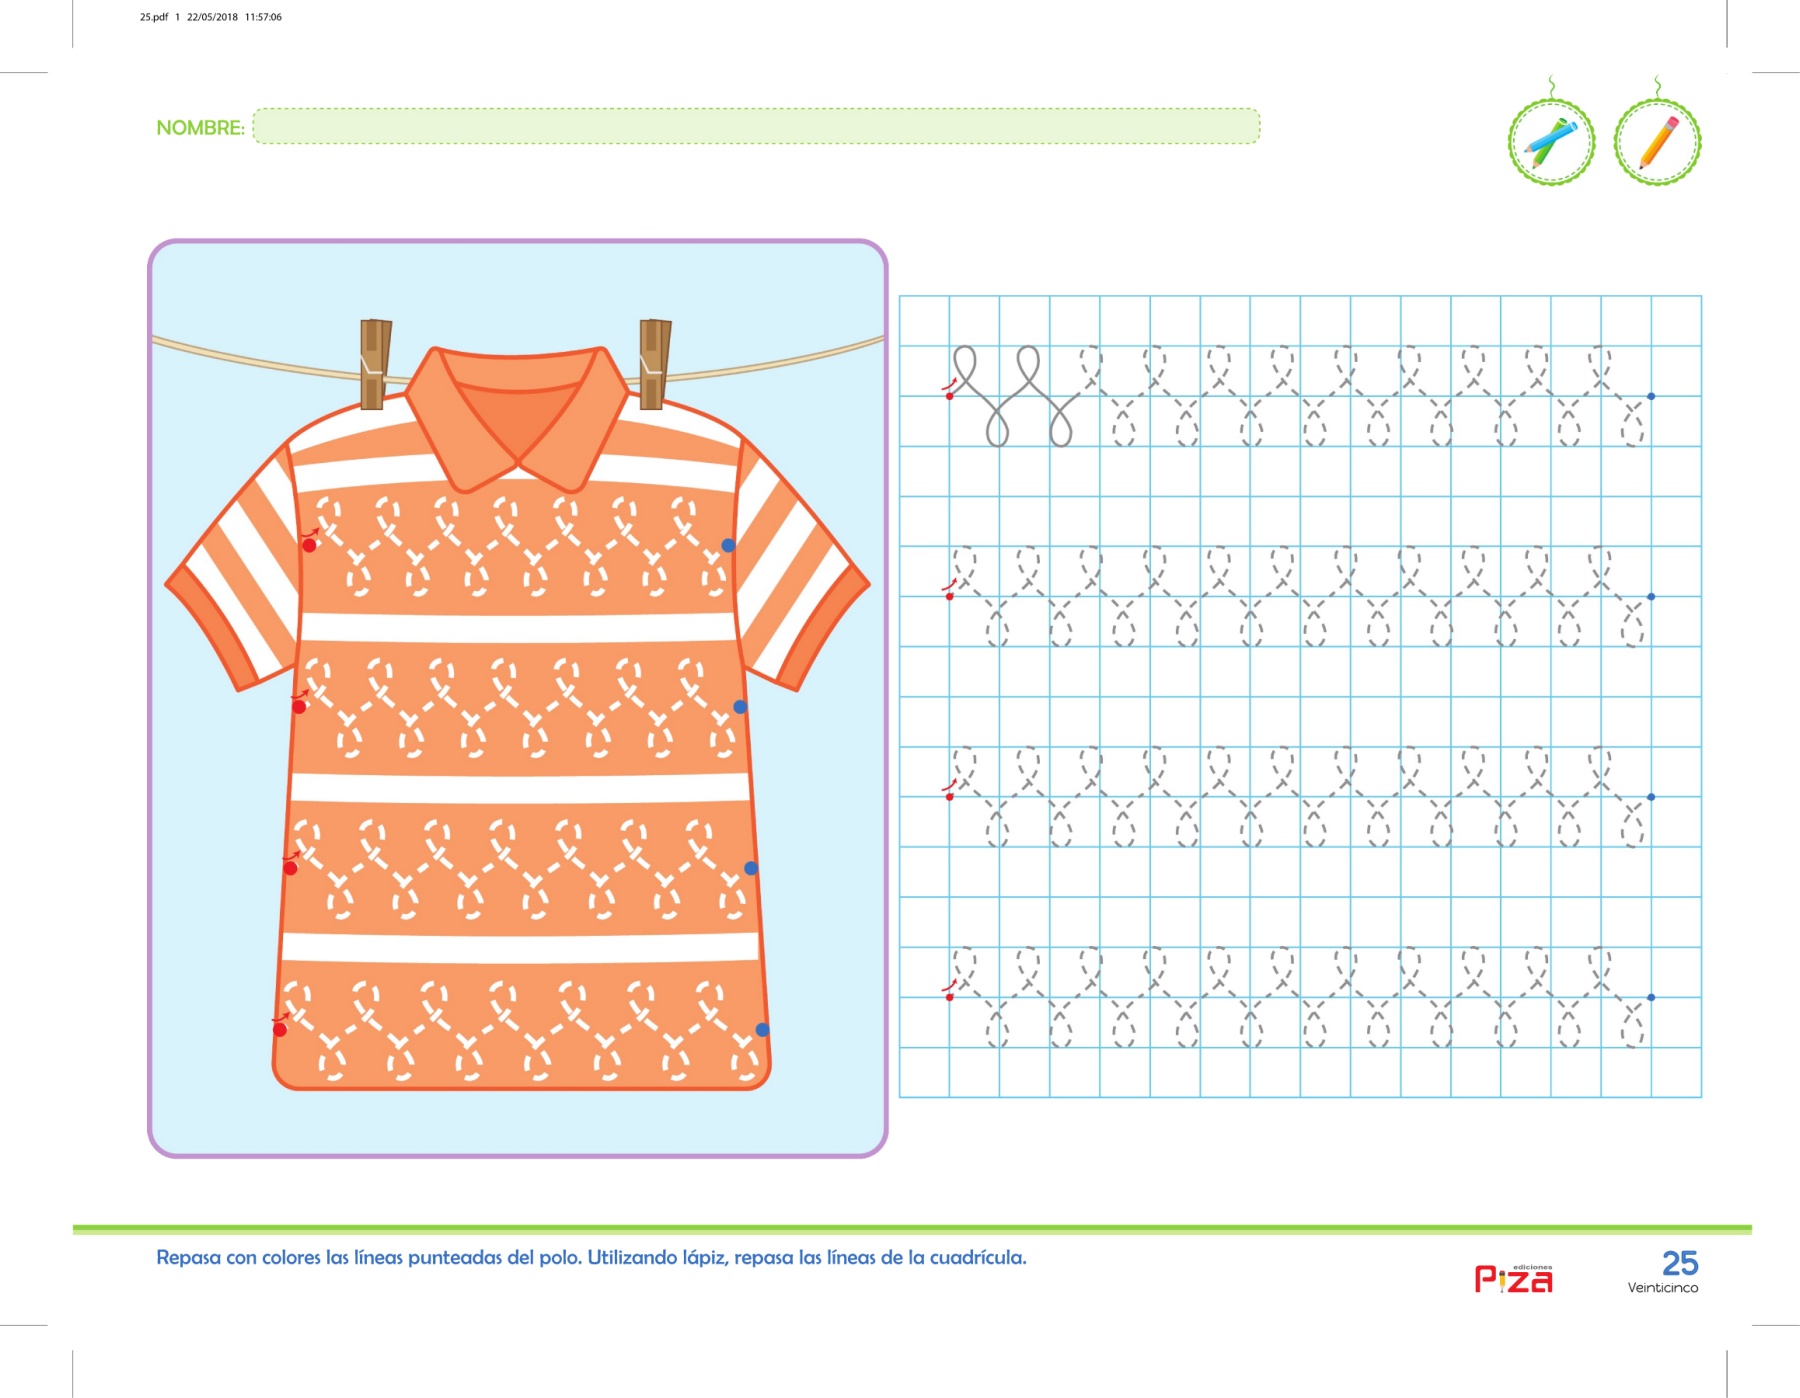 25.pdf 1 22/05/2018 11:57:06
NOMBRE:
Repasa con colores las líneas punteadas del polo. Utilizando lápiz, repasa las líneas de la cuadrícula.
ediciones
Piza
25
Veinticinco